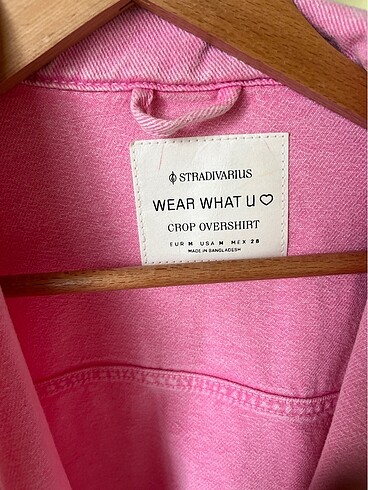 STRADIVARIUS
WEAR WHAT U ♡
CROP OVERSHIRT
EUR M USA M MEX 28
MADE IN BANGLADESH